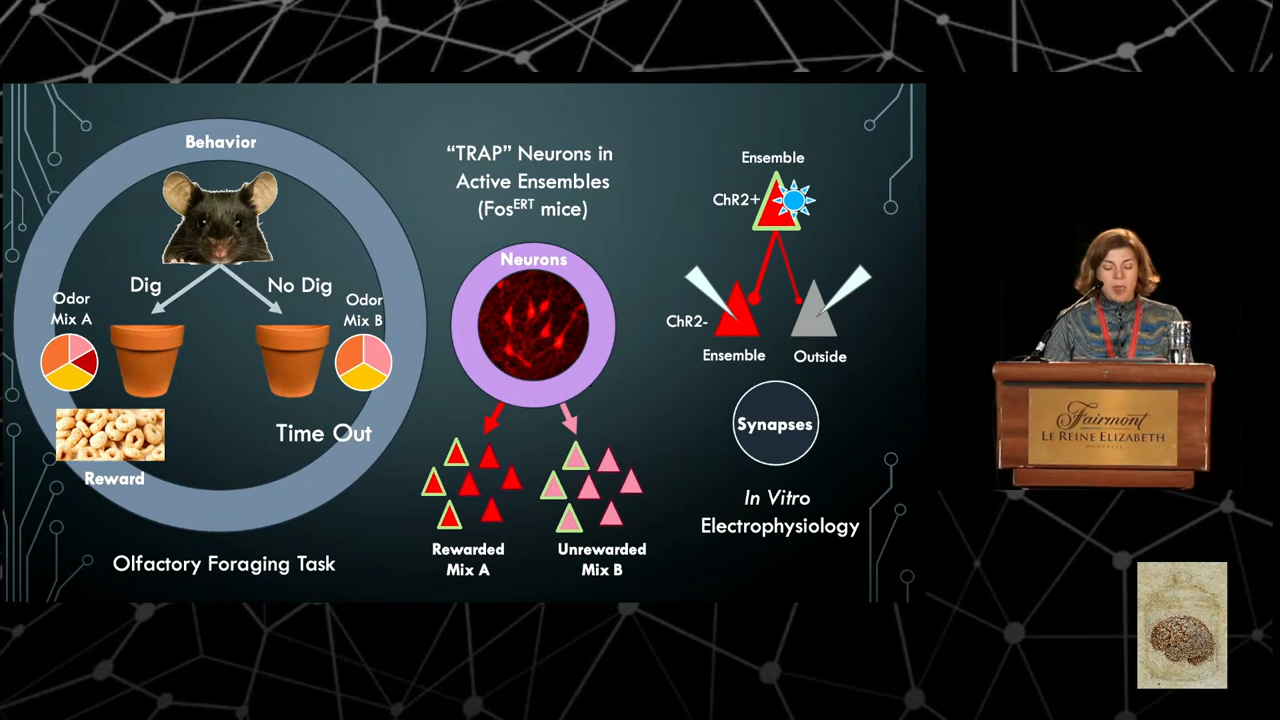 Behavior
Dig
No Dig
Odor
Mix A
Odor
Mix B
Time Out
Reward
Olfactory Foraging Task
“TRAP” Neurons in
Active Ensembles
(Fosᴱᴿᵀ mice)
Neurons
Rewarded
Mix A
Unrewarded
Mix B
Ensemble
ChR2+
ChR2-
Ensemble
Outside
Synapses
In Vitro
Electrophysiology
Fairmont
LE REINE ELIZABETH
MONTRÉAL